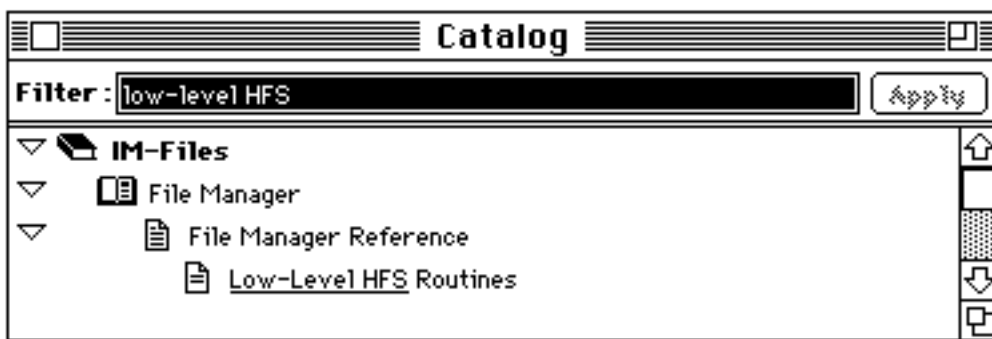 Catalog
Filter: low-level HFS Apply
IM-Files
File Manager
File Manager Reference
Low-Level HFS Routines